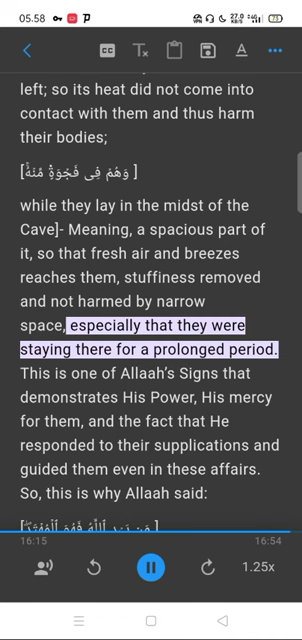 05.58
27.0
KB/S
4G
CC
left; so its heat did not come into
contact with them and thus harm
their bodies;
[وَهُمْ فِى فَجْوَةٍ مِّنْهُ ]
while they lay in the midst of the
Cave]- Meaning, a spacious part of
it, so that fresh air and breezes
reaches them, stuffiness removed
and not harmed by narrow
space, especially that they were
staying there for a prolonged period.
This is one of Allaah’s Signs that
demonstrates His Power, His mercy
for them, and the fact that He
responded to their supplications and
guided them even in these affairs.
So, this is why Allaah said:
16:15
16:54
1.25x